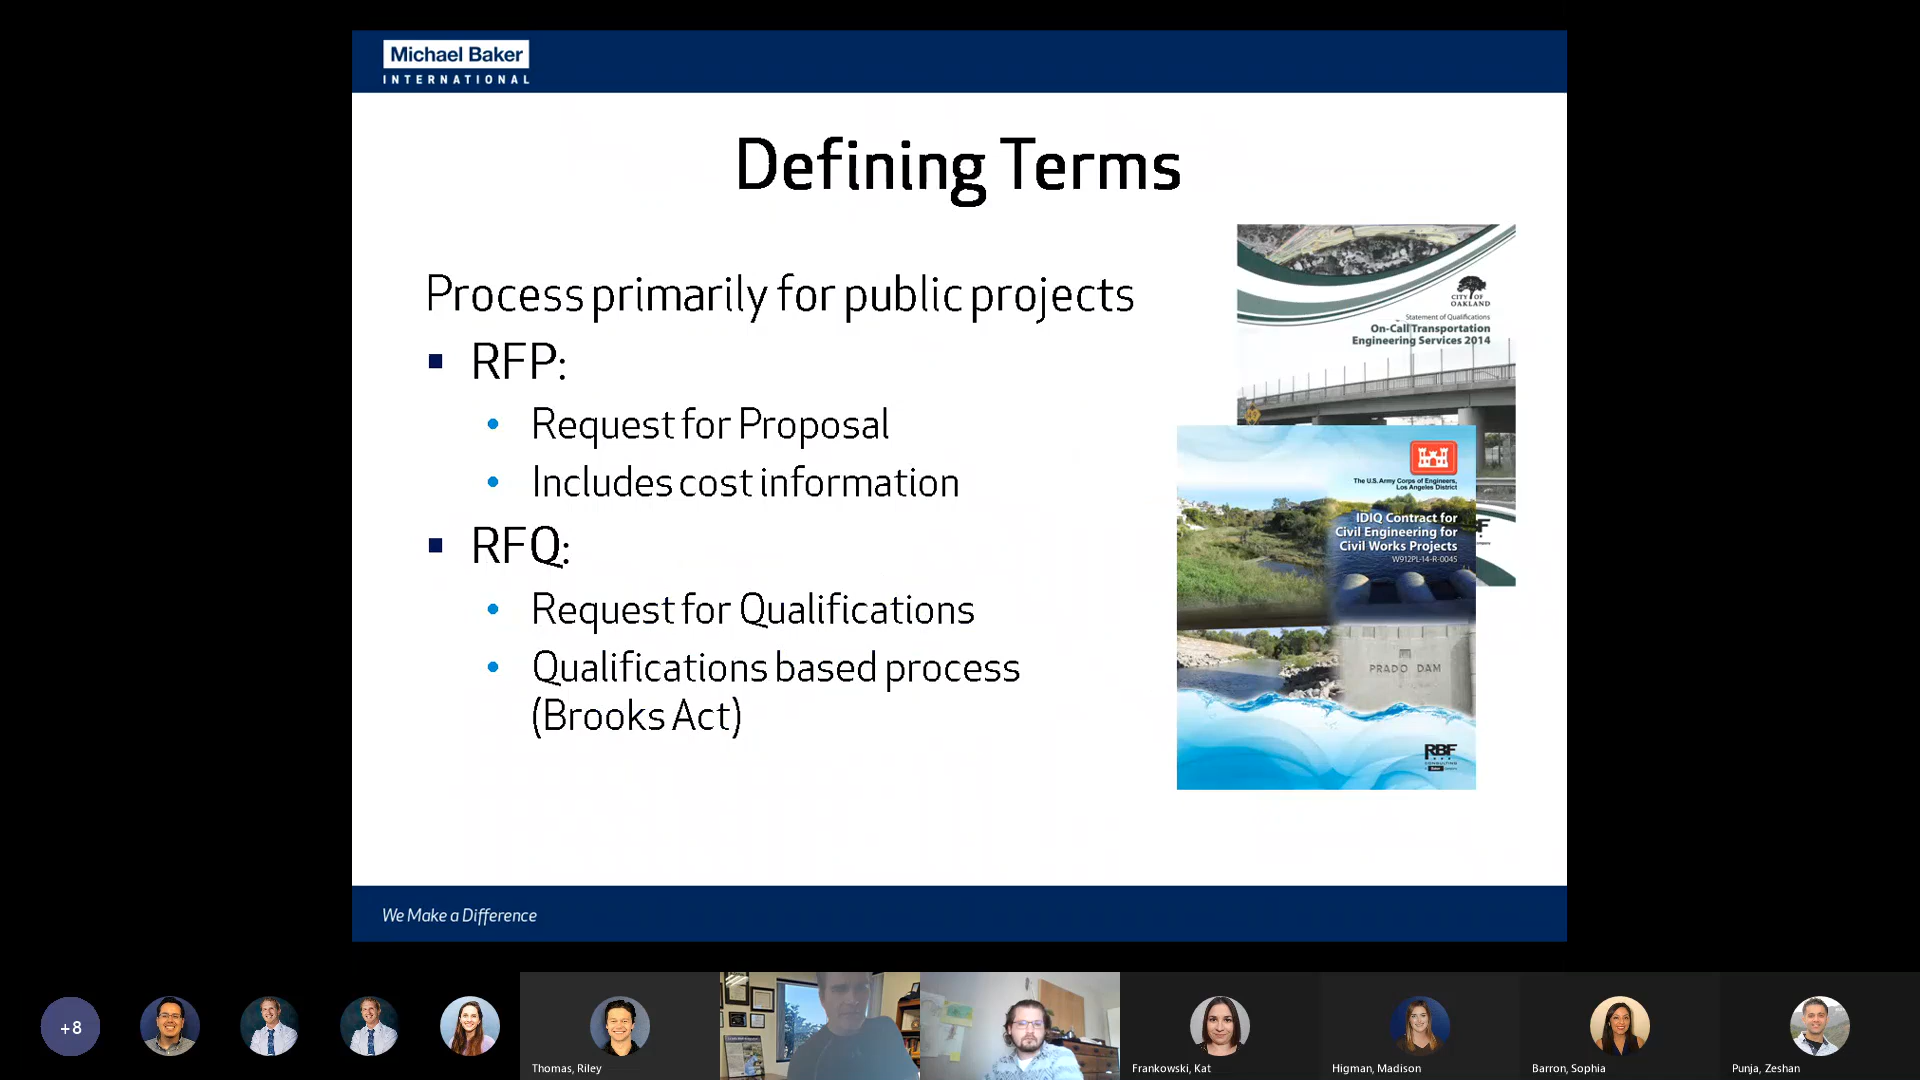 Michael Baker
INTERNATIONAL
Defining Terms
Process primarily for public projects
RFP:
Request for Proposal
Includes cost information
RFQ:
Request for Qualifications
Qualifications based process
(Brooks Act)
CITY OF
OAKLAND
Statement of Qualifications
On-Call Transportation
Engineering Services 2014
The U.S. Army Corps of Engineers,
Los Angeles District
IDIQ Contract for
Civil Engineering for
Civil Works Projects
W912PL-14-R-0045
PRADO DAM
RBF
CONSULTING
We Make a Difference
+8
Thomas, Riley
Frankowski, Kat
Higman, Madison
Barron, Sophia
Punja, Zeshan